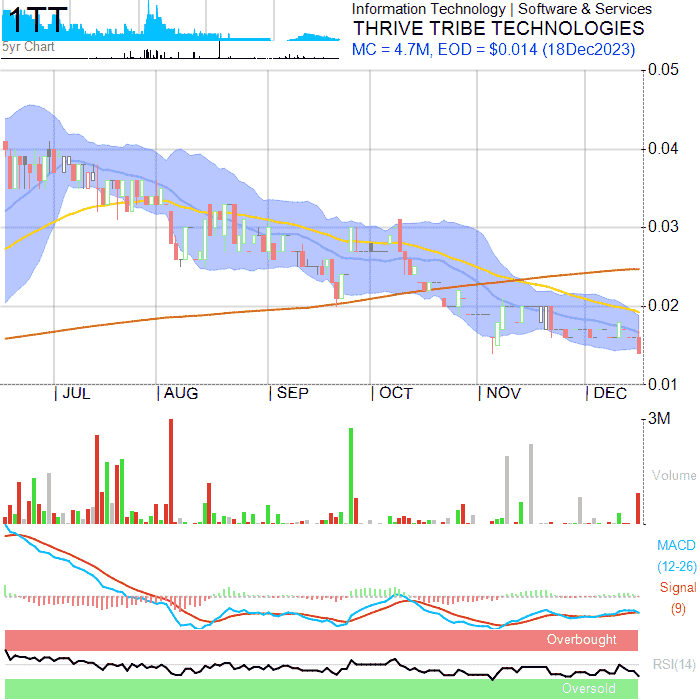 1TT
5yr Chart
Information Technology | Software & Services
THRIVE TRIBE TECHNOLOGIES
MC = 4.7M, EOD = $0.014 (18Dec2023)
0.05
0.04
0.03
0.02
0.01
JUL AUG SEP OCT NOV DEC
3M
Volume
MACD
(12-26)
Signal
(9)
Overbought
RSI(14)
Oversold